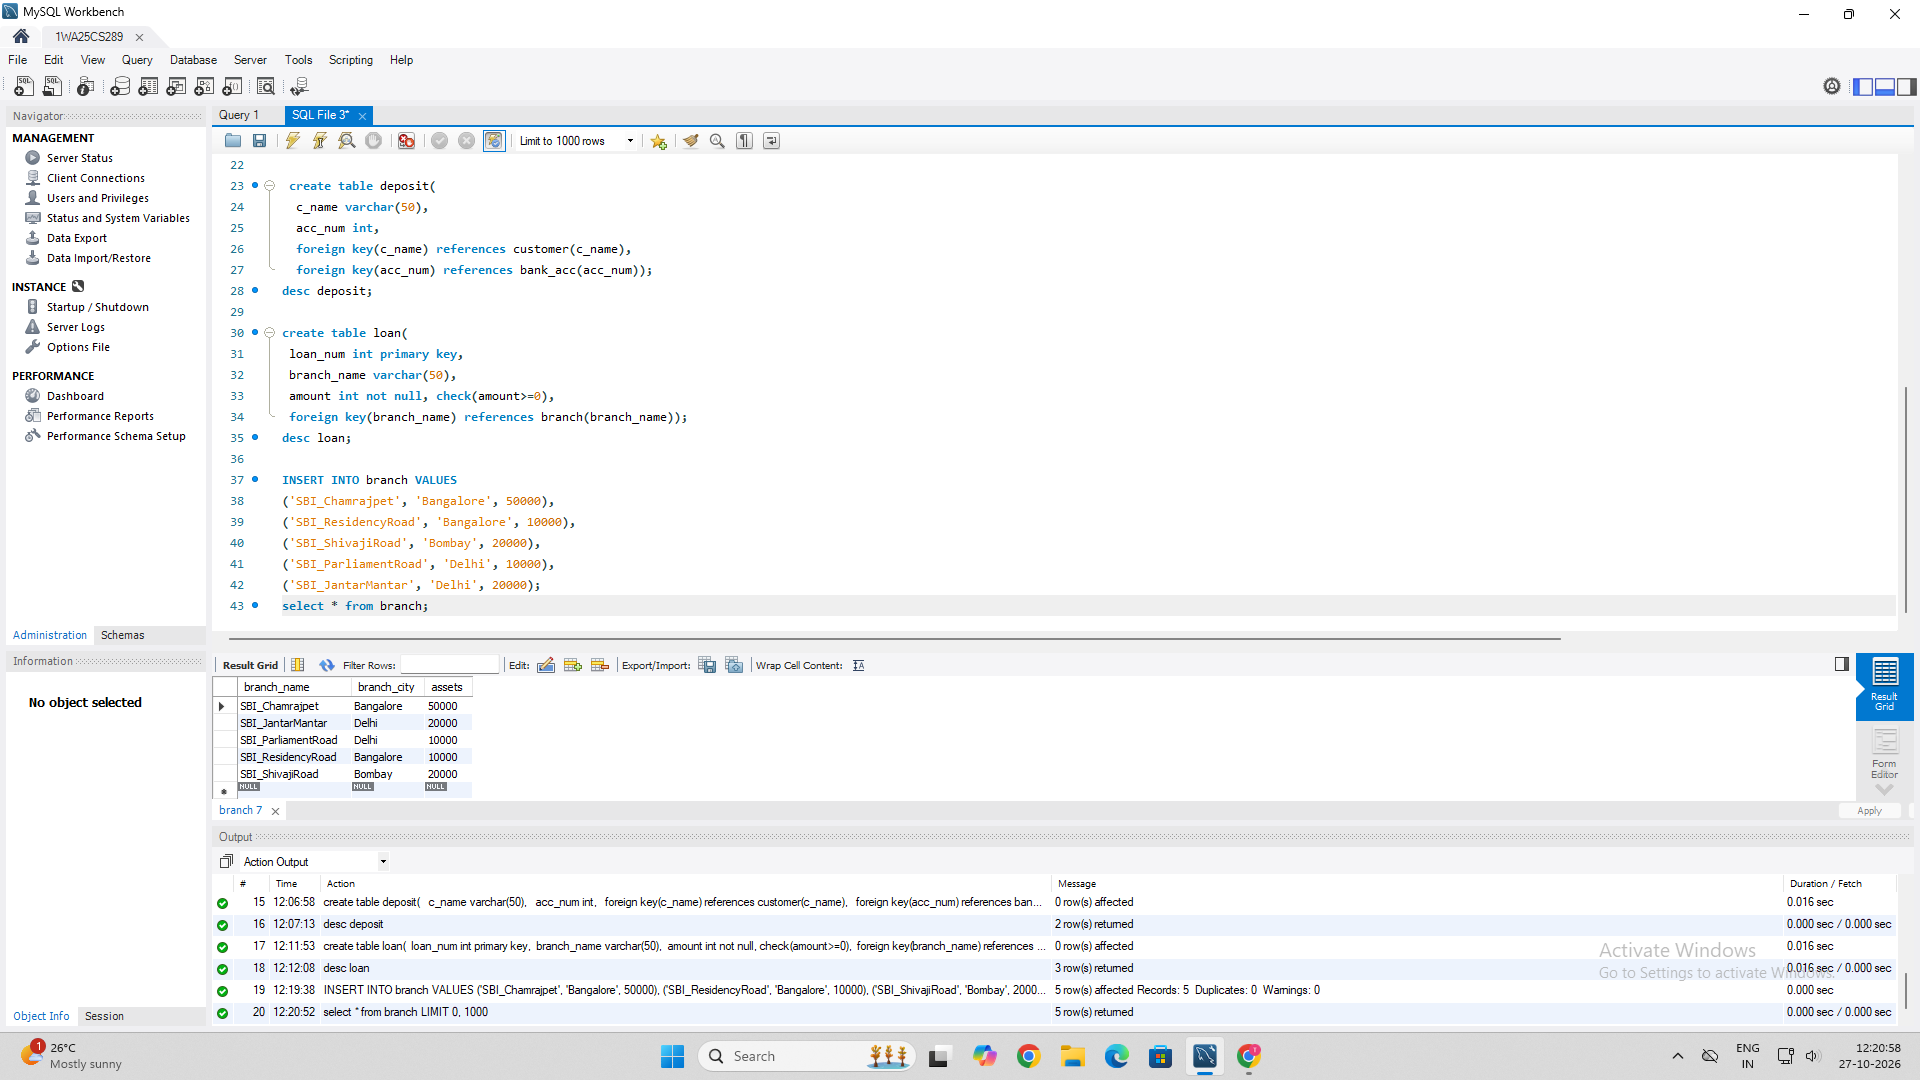 MySQL Workbench
1WA25CS289
File Edit View Query Database Server Tools Scripting Help
Navigator
MANAGEMENT
Server Status
Client Connections
Users and Privileges
Status and System Variables
Data Export
Data Import/Restore
INSTANCE
Startup / Shutdown
Server Logs
Options File
PERFORMANCE
Dashboard
Performance Reports
Performance Schema Setup
Administration Schemas
Information
No object selected
Object Info Session
Query 1 SQL File 3*
Limit to 1000 rows
22
23 create table deposit(
24 c_name varchar(50),
25 acc_num int,
26 foreign key(c_name) references customer(c_name),
27 foreign key(acc_num) references bank_acc(acc_num));
28 desc deposit;
29
30 create table loan(
31 loan_num int primary key,
32 branch_name varchar(50),
33 amount int not null, check(amount>=0),
34 foreign key(branch_name) references branch(branch_name));
35 desc loan;
36
37 INSERT INTO branch VALUES
38 ('SBI_Chamrajpet', 'Bangalore', 50000),
39 ('SBI_ResidencyRoad', 'Bangalore', 10000),
40 ('SBI_ShivajiRoad', 'Bombay', 20000),
41 ('SBI_ParliamentRoad', 'Delhi', 10000),
42 ('SBI_JantarMantar', 'Delhi', 20000);
43 select * from branch;
Result Grid Filter Rows: Edit: Export/Import: Wrap Cell Content:
branch_name branch_city assets
SBI_Chamrajpet Bangalore 50000
SBI_JantarMantar Delhi 20000
SBI_ParliamentRoad Delhi 10000
SBI_ResidencyRoad Bangalore 10000
SBI_ShivajiRoad Bombay 20000
NULL NULL NULL
Result
Grid
Form
Editor
branch 7
Apply
Output
Action Output
# Time Action Message Duration / Fetch
15 12:06:58 create table deposit( c_name varchar(50), acc_num int, foreign key(c_name) references customer(c_name), foreign key(acc_num) references ban... 0 row(s) affected 0.016 sec
16 12:07:13 desc deposit 2 row(s) returned 0.000 sec / 0.000 sec
17 12:11:53 create table loan( loan_num int primary key, branch_name varchar(50), amount int not null, check(amount>=0), foreign key(branch_name) references ... 0 row(s) affected 0.016 sec
18 12:12:08 desc loan 3 row(s) returned 0.016 sec / 0.000 sec
19 12:19:38 INSERT INTO branch VALUES ('SBI_Chamrajpet', 'Bangalore', 50000), ('SBI_ResidencyRoad', 'Bangalore', 10000), ('SBI_ShivajiRoad', 'Bombay', 2000... 5 row(s) affected Records: 5 Duplicates: 0 Warnings: 0 0.000 sec
20 12:20:52 select * from branch LIMIT 0, 1000 5 row(s) returned 0.000 sec / 0.000 sec
Activate Windows
Go to Settings to activate Windows.
1
26°C
Mostly sunny
Search
ENG
IN
12:20:58
27-10-2026